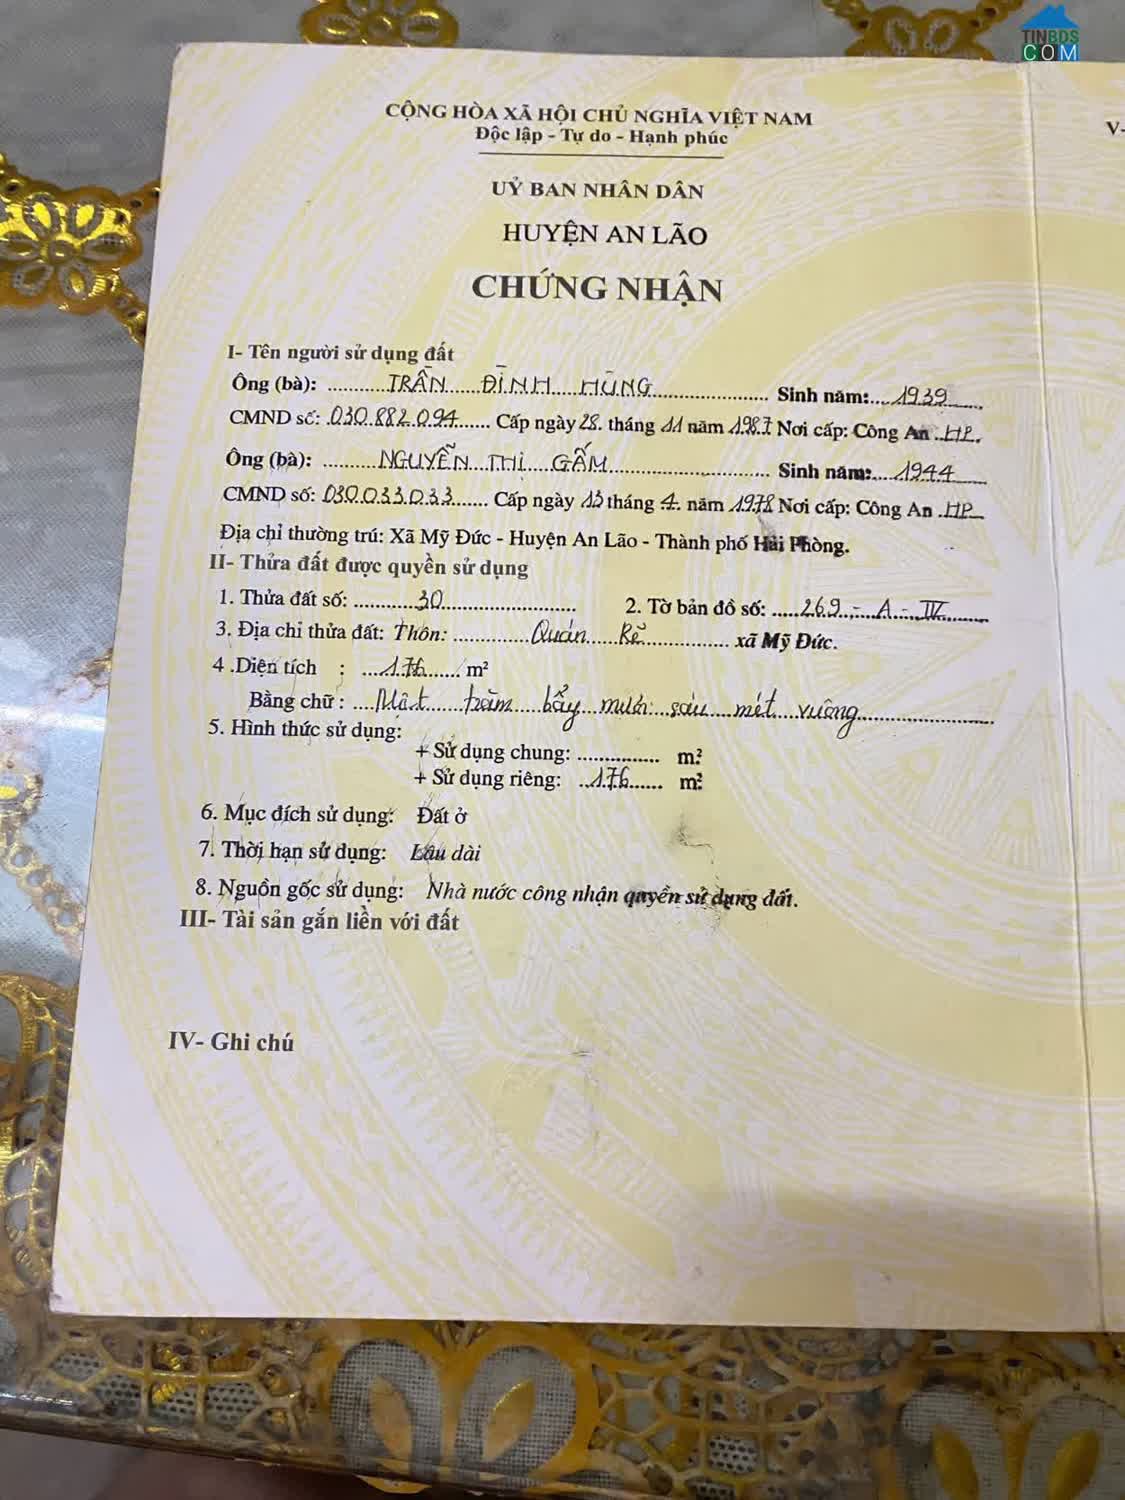 TINBDS
COM
CỘNG HÒA XÃ HỘI CHỦ NGHĨA VIỆT NAM
Độc lập - Tự do - Hạnh phúc
V-
UỶ BAN NHÂN DÂN
HUYỆN AN LÃO
CHỨNG NHẬN
I- Tên người sử dụng đất
Ông (bà): TRẦN ĐÌNH HÙNG Sinh năm: 1939
CMND số: 030.882.094 Cấp ngày 28. tháng 11 năm 1987 Nơi cấp: Công An HP.
Ông (bà): NGUYỄN THỊ GẤM Sinh năm: 1944
CMND số: 030.033.033 Cấp ngày 13 tháng 4. năm 1978 Nơi cấp: Công An HP
Địa chỉ thường trú: Xã Mỹ Đức - Huyện An Lão - Thành phố Hải Phòng.
II- Thửa đất được quyền sử dụng
1. Thửa đất số: 30 2. Tờ bản đồ số: 269 - A - IV
3. Địa chỉ thửa đất: Thôn: Quán Rẽ xã Mỹ Đức.
4 .Diện tích : 176 m²
Bằng chữ : Một trăm bẩy mươi sáu mét vuông
5. Hình thức sử dụng:
+ Sử dụng chung: m²
+ Sử dụng riêng: 176 m²
6. Mục đích sử dụng: Đất ở
7. Thời hạn sử dụng: Lâu dài
8. Nguồn gốc sử dụng: Nhà nước công nhận quyền sử dụng đất.
III- Tài sản gắn liền với đất
IV- Ghi chú